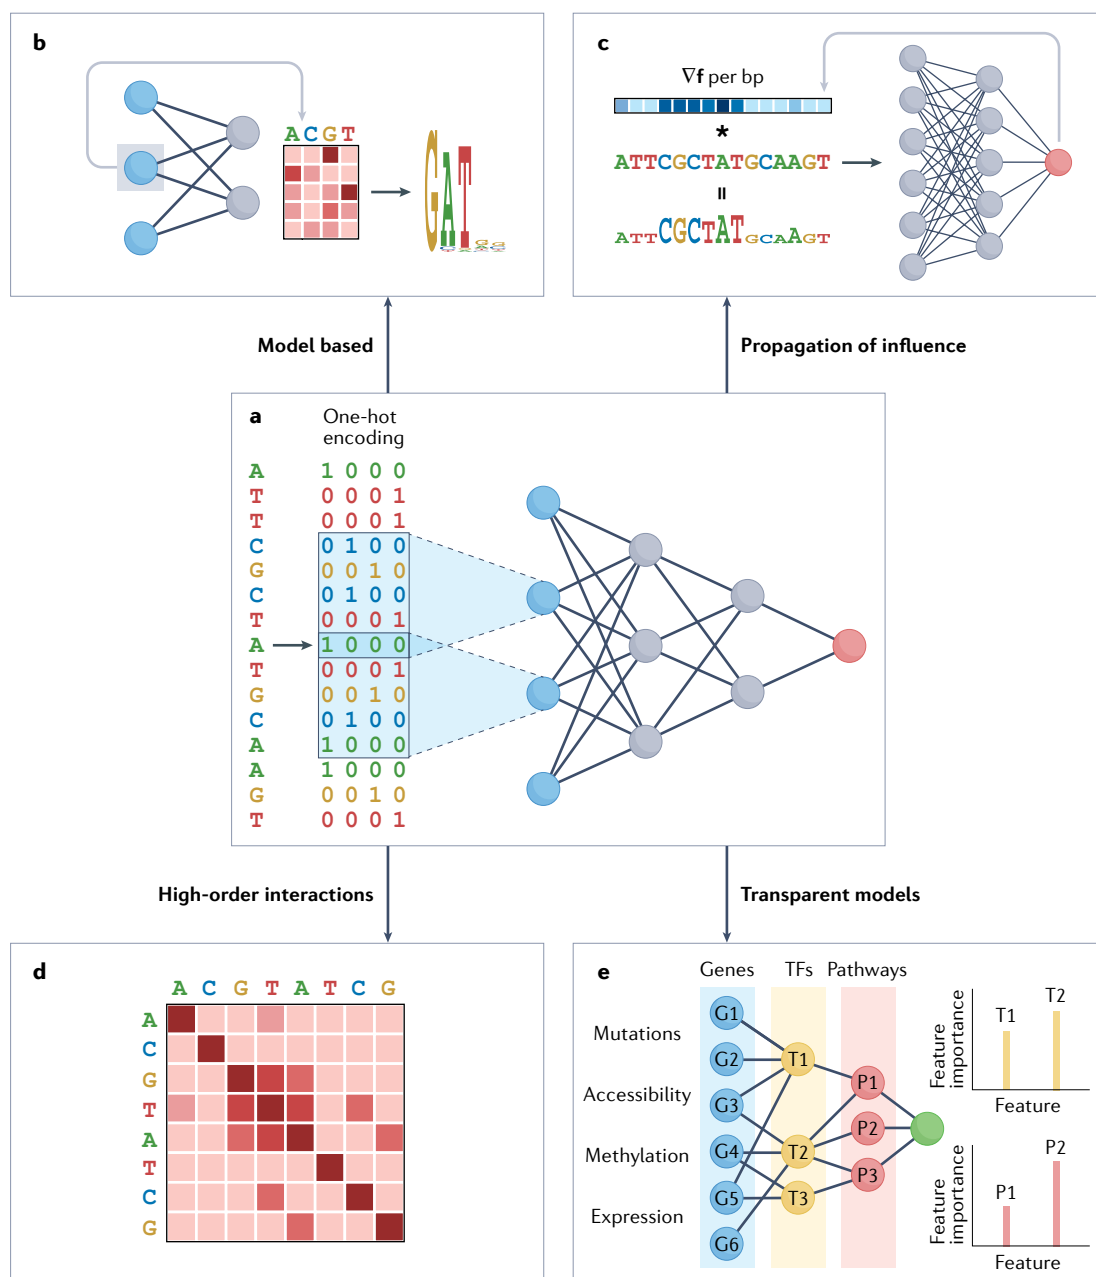 b
A C G T
GAT
c
∇f per bp
*
ATTCGCTATGCAAGT
=
ATTCGCTATGCAAGT
Model based
Propagation of influence
a
One-hot
encoding
A 1 0 0 0
T 0 0 0 1
T 0 0 0 1
C 0 1 0 0
G 0 0 1 0
C 0 1 0 0
T 0 0 0 1
A 1 0 0 0
T 0 0 0 1
G 0 0 1 0
C 0 1 0 0
A 1 0 0 0
A 1 0 0 0
G 0 0 1 0
T 0 0 0 1
High-order interactions
Transparent models
d
A C G T A T C G
A
C
G
T
A
T
C
G
e
Genes TFs Pathways
Mutations
Accessibility
Methylation
Expression
G1
G2
G3
G4
G5
G6
T1
T2
T3
P1
P2
P3
Feature
importance
T1
T2
Feature
Feature
importance
P1
P2
Feature